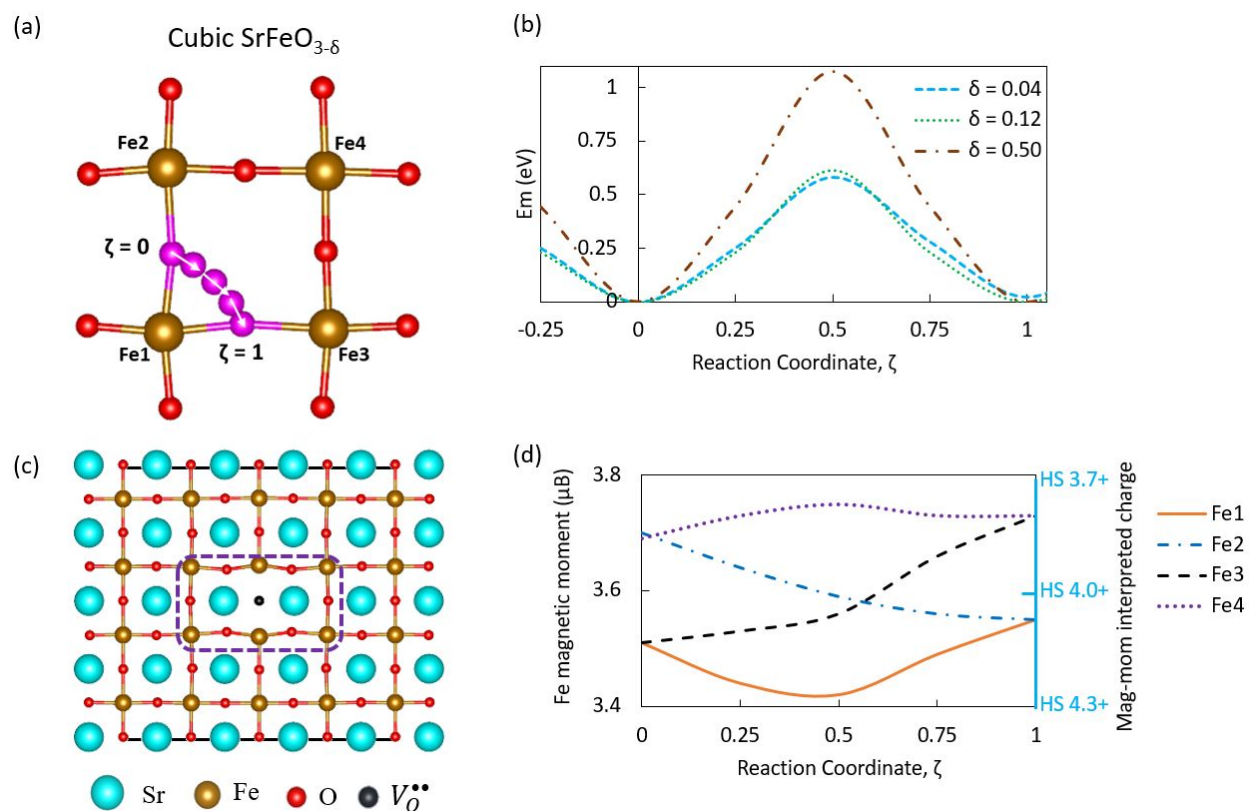 (a)
Cubic SrFeO3-δ
Fe2
Fe4
ζ = 0
Fe1
ζ = 1
Fe3
(b)
Em (eV)
1
0.75
0.5
0.25
0
-0.25
0
0.25
0.5
0.75
1
Reaction Coordinate, ζ
δ = 0.04
δ = 0.12
δ = 0.50
(c)
Sr
Fe
O
V_O^••
(d)
Fe magnetic moment (μB)
3.8
3.6
3.4
0
0.25
0.5
0.75
1
Reaction Coordinate, ζ
HS 3.7+
HS 4.0+
HS 4.3+
Mag-mom interpreted charge
Fe1
Fe2
Fe3
Fe4